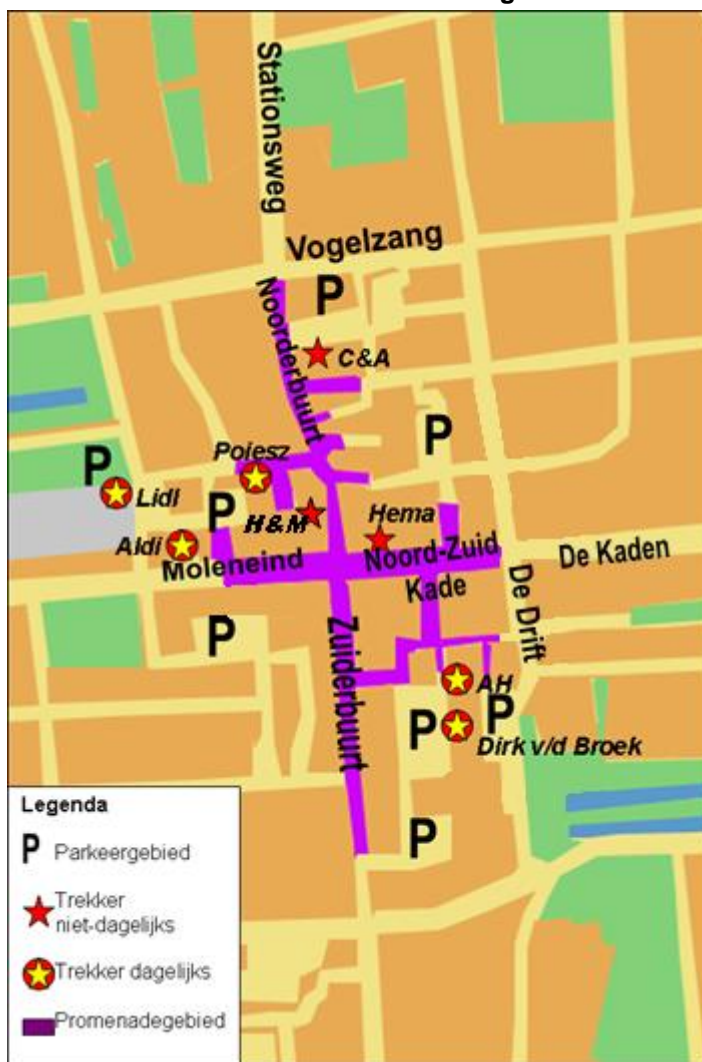 Stationsweg
Vogelzang
P
Noorderbuurt
C&A
P
Poiesz
P
Lidl
P
H&M
Hema
Aldi
Moleneind
Noord-Zuid
Kade
De Kaden
De Drift
P
Zuiderbuurt
AH
P
P
Dirk v/d Broek
P
Legenda
P Parkeergebied
Trekker
niet-dagelijks
Trekker dagelijks
Promenadegebied